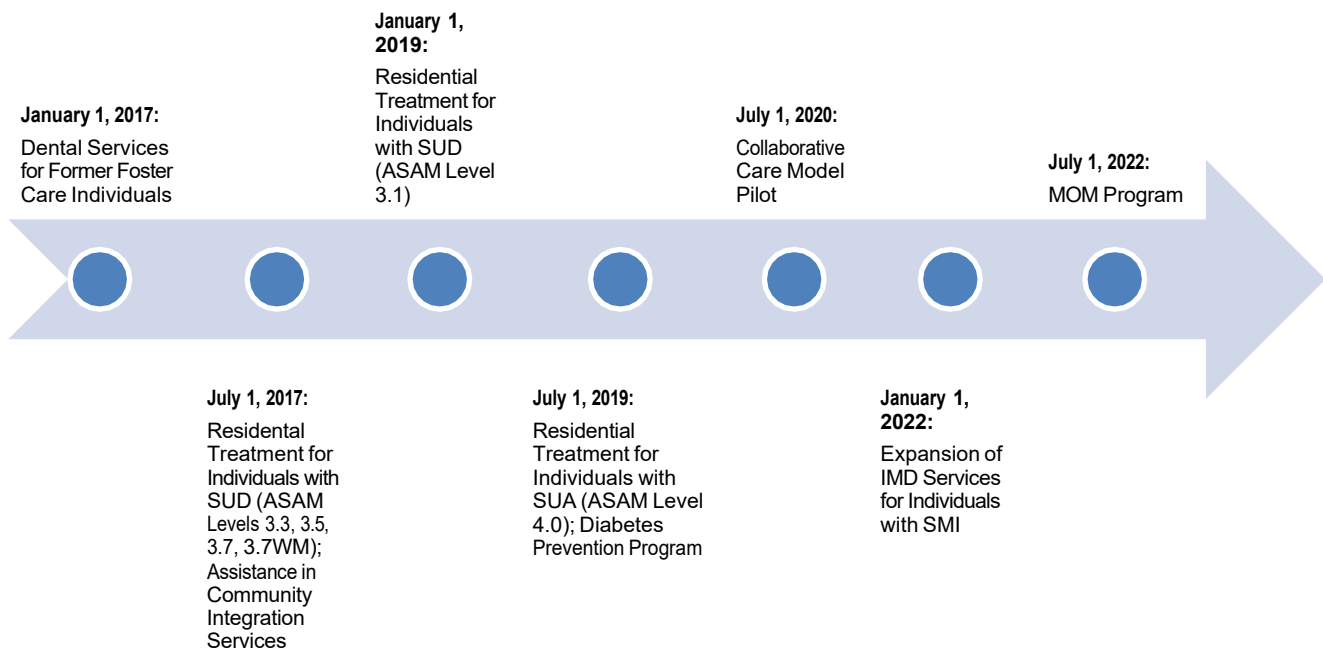 January 1, 2017:
Dental Services
for Former Foster
Care Individuals
July 1, 2017:
Residental
Treatment for
Individuals with
SUD (ASAM
Levels 3.3, 3.5,
3.7, 3.7WM);
Assistance in
Community
Integration
Services
January 1,
2019:
Residential
Treatment for
Individuals
with SUD
(ASAM Level
3.1)
July 1, 2019:
Residential
Treatment for
Individuals with
SUA (ASAM Level
4.0); Diabetes
Prevention Program
July 1, 2020:
Collaborative
Care Model
Pilot
January 1,
2022:
Expansion of
IMD Services
for Individuals
with SMI
July 1, 2022:
MOM Program